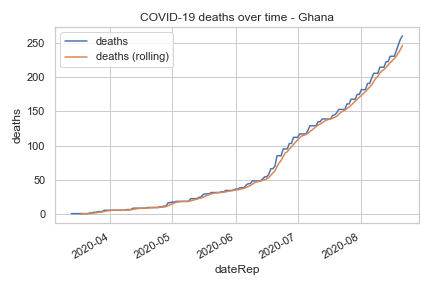 COVID-19 deaths over time - Ghana
deaths
deaths (rolling)
250
200
150
100
50
0
deaths
2020-04
2020-05
2020-06
2020-07
2020-08
dateRep